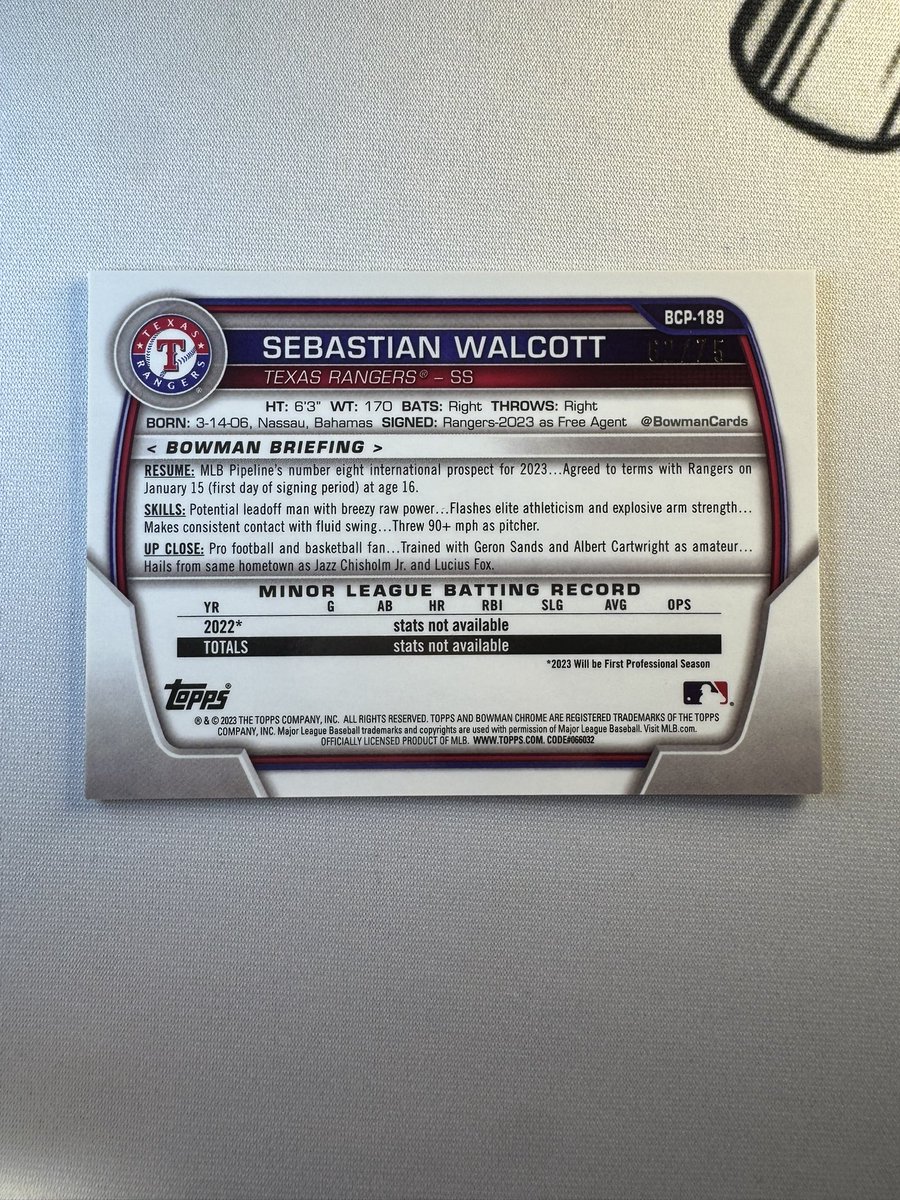 BCP-189
TEXAS RANGERS
T
SEBASTIAN WALCOTT
TEXAS RANGERS® – SS
HT: 6'3" WT: 170 BATS: Right THROWS: Right
BORN: 3-14-06, Nassau, Bahamas SIGNED: Rangers-2023 as Free Agent @BowmanCards
< BOWMAN BRIEFING >
RESUME: MLB Pipeline's number eight international prospect for 2023...Agreed to terms with Rangers on
January 15 (first day of signing period) at age 16.
SKILLS: Potential leadoff man with breezy raw power...Flashes elite athleticism and explosive arm strength...
Makes consistent contact with fluid swing...Threw 90+ mph as pitcher.
UP CLOSE: Pro football and basketball fan...Trained with Geron Sands and Albert Cartwright as amateur...
Hails from same hometown as Jazz Chisholm Jr. and Lucius Fox.
MINOR LEAGUE BATTING RECORD
YR G AB HR RBI SLG AVG OPS
2022* stats not available
TOTALS stats not available
*2023 Will be First Professional Season
Topps®
® & © 2023 THE TOPPS COMPANY, INC. ALL RIGHTS RESERVED. TOPPS AND BOWMAN CHROME ARE REGISTERED TRADEMARKS OF THE TOPPS
COMPANY, INC. Major League Baseball trademarks and copyrights are used with permission of Major League Baseball. Visit MLB.com.
OFFICIALLY LICENSED PRODUCT OF MLB. WWW.TOPPS.COM. CODE#066032